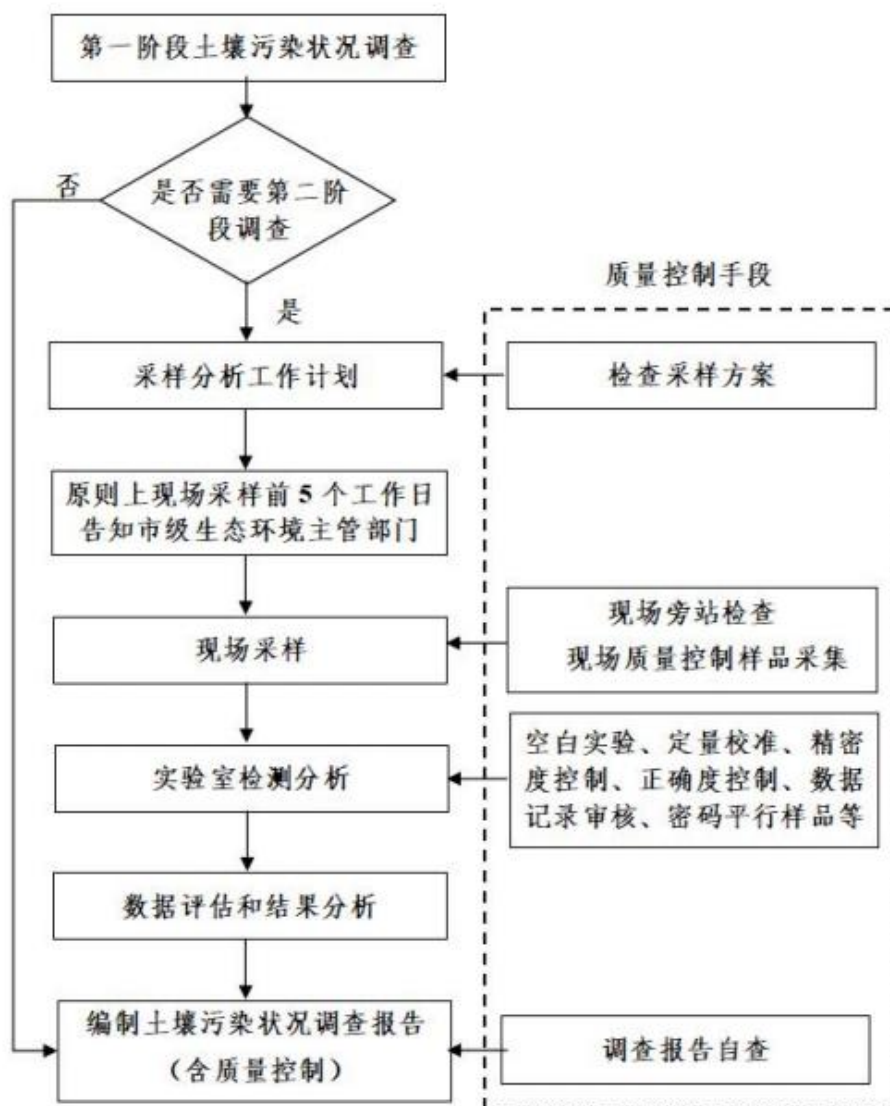 第一阶段土壤污染状况调查
否
是否需要第二阶
段调查
质量控制手段
是
采样分析工作计划
检查采样方案
原则上现场采样前 5 个工作日
告知市级生态环境主管部门
现场采样
现场旁站检查
现场质量控制样品采集
实验室检测分析
空白实验、定量校准、精密
度控制、正确度控制、数据
记录审核、密码平行样品等
数据评估和结果分析
编制土壤污染状况调查报告
（含质量控制）
调查报告自查